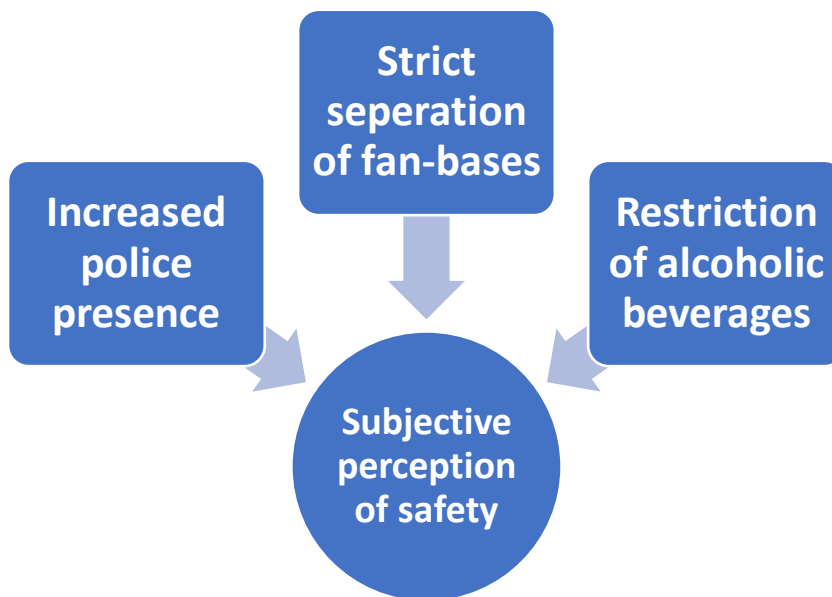 Strict
seperation
of fan-bases
Increased
police
presence
Restriction
of alcoholic
beverages
Subjective
perception
of safety